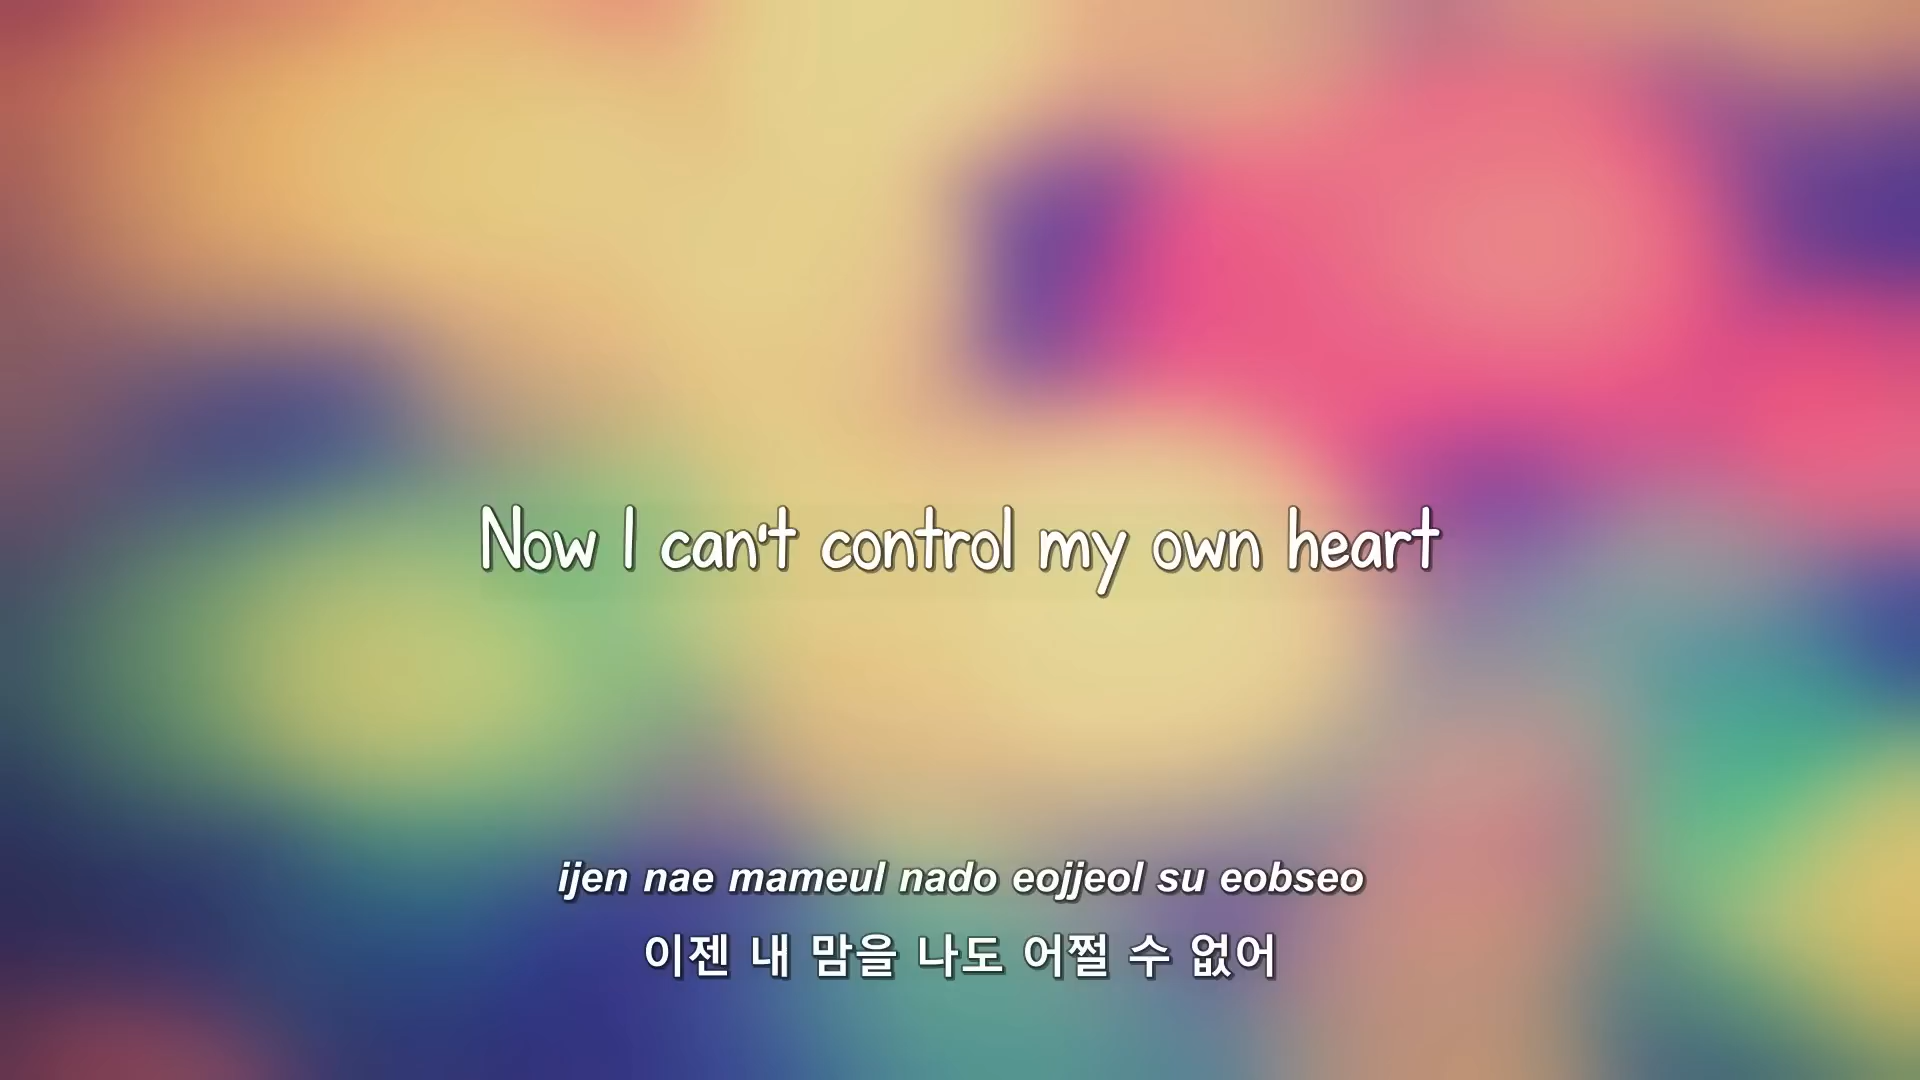 Now I can't control my own heart
ijen nae mameul nado eojjeol su eobseo
이젠 내 맘을 나도 어쩔 수 없어